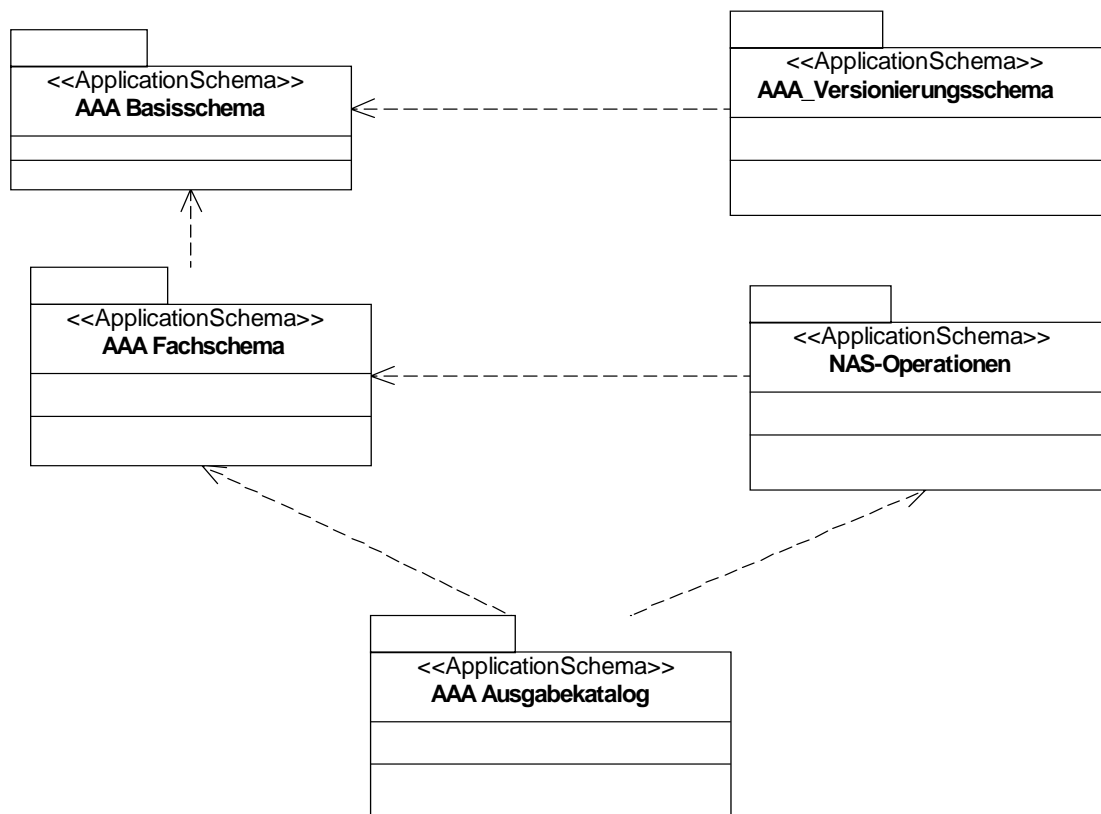 <<ApplicationSchema>>
AAA Basisschema
<<ApplicationSchema>>
AAA_Versionierungsschema
<<ApplicationSchema>>
AAA Fachschema
<<ApplicationSchema>>
NAS-Operationen
<<ApplicationSchema>>
AAA Ausgabekatalog